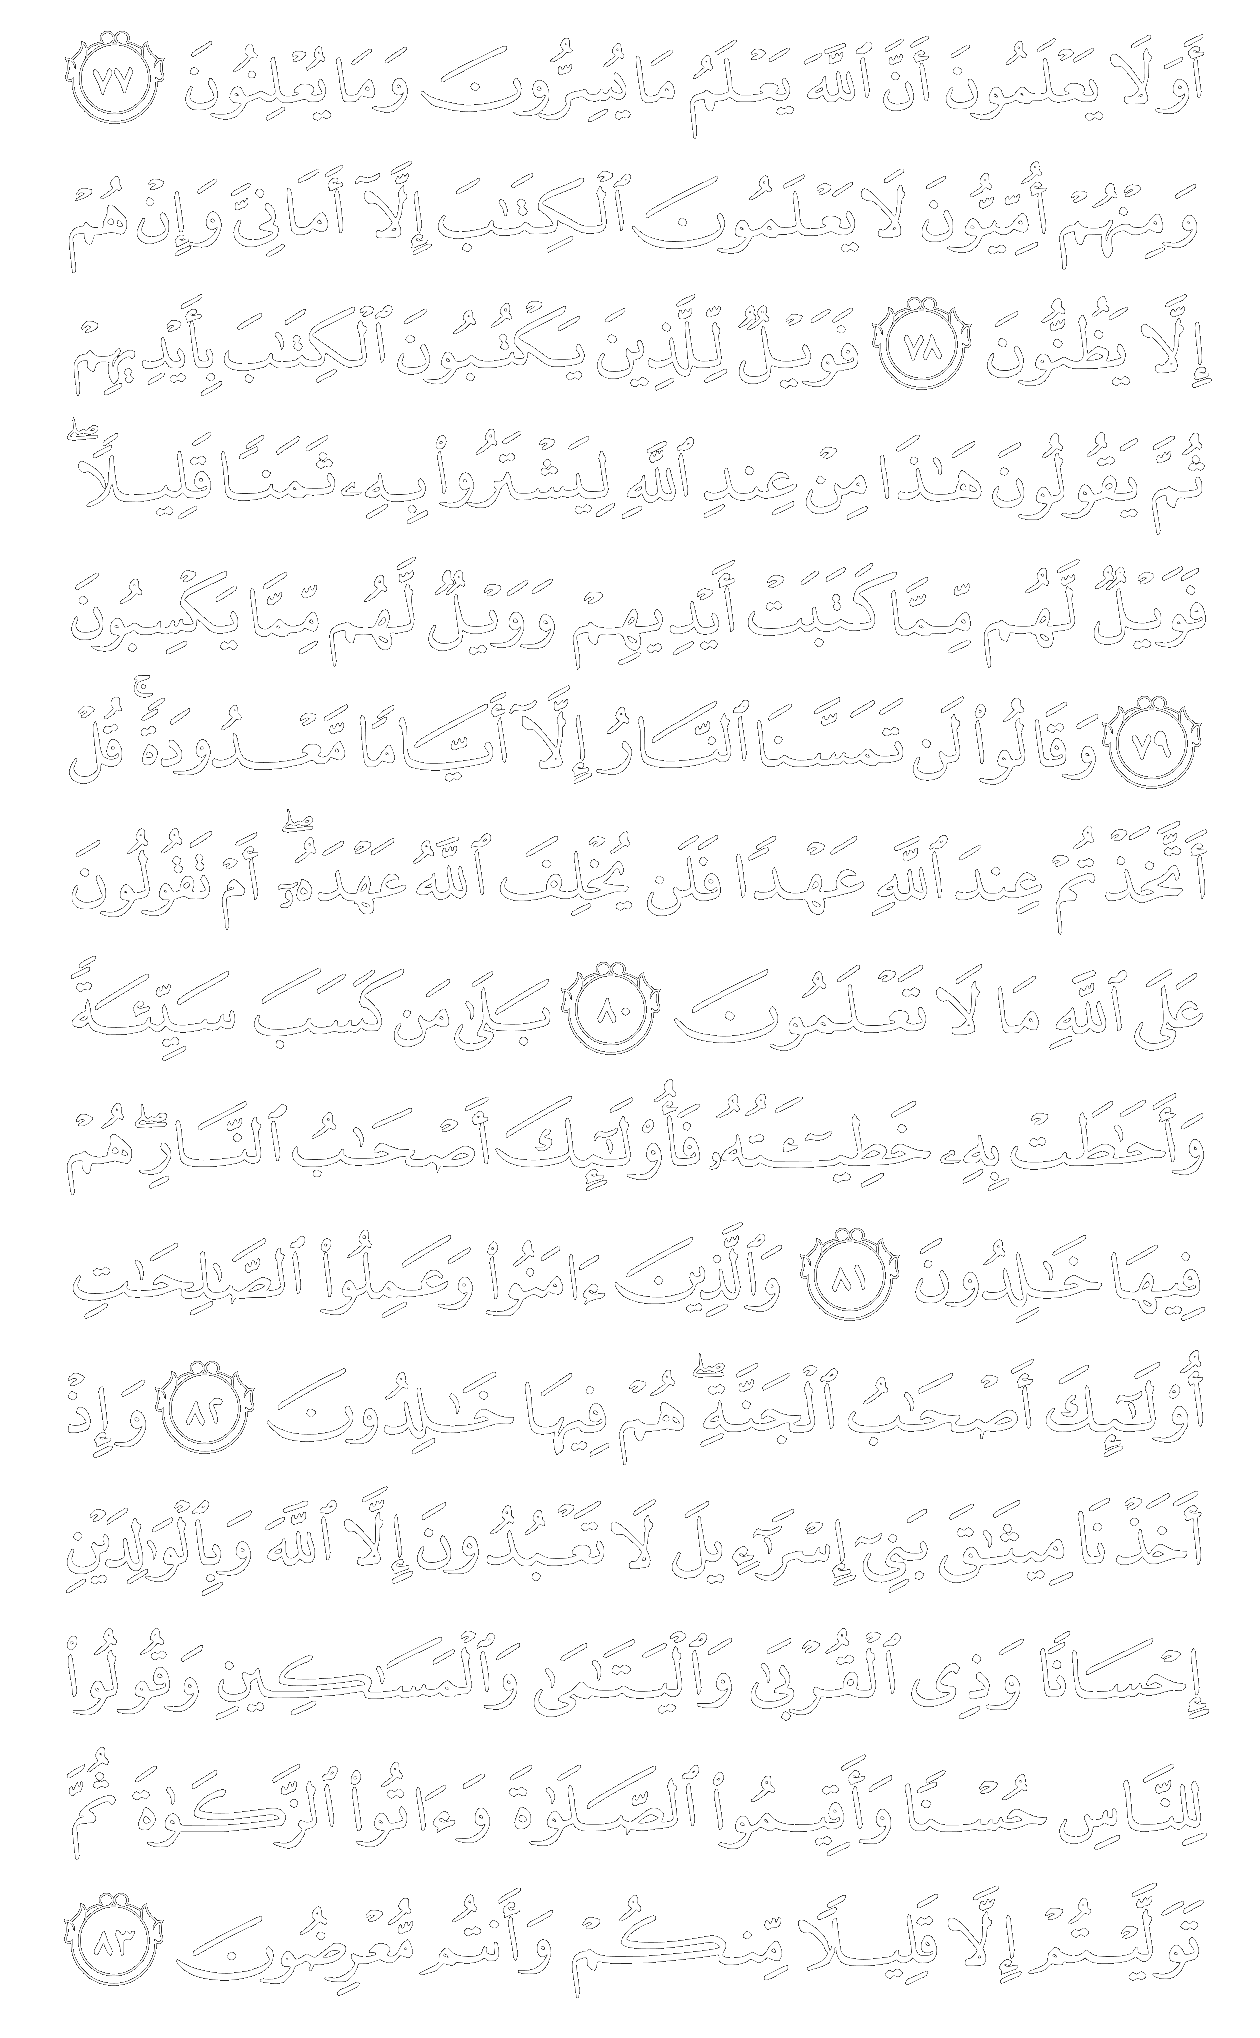 أَوَلَا يَعْلَمُونَ أَنَّ ٱللَّهَ يَعْلَمُ مَا يُسِرُّونَ وَمَا يُعْلِنُونَ ٧٧
وَمِنْهُمْ أُمِّيُّونَ لَا يَعْلَمُونَ ٱلْكِتَٰبَ إِلَّآ أَمَانِىَّ وَإِنْ هُمْ
إِلَّا يَظُنُّونَ ٧٨ فَوَيْلٌ لِّلَّذِينَ يَكْتُبُونَ ٱلْكِتَٰبَ بِأَيْدِيهِمْ
ثُمَّ يَقُولُونَ هَٰذَا مِنْ عِندِ ٱللَّهِ لِيَشْتَرُوا۟ بِهِۦ ثَمَنًا قَلِيلًا ۖ
فَوَيْلٌ لَّهُم مِّمَّا كَتَبَتْ أَيْدِيهِمْ وَوَيْلٌ لَّهُم مِّمَّا يَكْسِبُونَ
٧٩ وَقَالُوا۟ لَن تَمَسَّنَا ٱلنَّارُ إِلَّآ أَيَّامًا مَّعْدُودَةً ۚ قُلْ
أَتَّخَذْتُمْ عِندَ ٱللَّهِ عَهْدًا فَلَن يُخْلِفَ ٱللَّهُ عَهْدَهُۥٓ ۖ أَمْ تَقُولُونَ
عَلَى ٱللَّهِ مَا لَا تَعْلَمُونَ ٨٠ بَلَىٰ مَن كَسَبَ سَيِّئَةً
وَأَحَٰطَتْ بِهِۦ خَطِيٓـَٔتُهُۥ فَأُو۟لَٰٓئِكَ أَصْحَٰبُ ٱلنَّارِ ۖ هُمْ
فِيهَا خَٰلِدُونَ ٨١ وَٱلَّذِينَ ءَامَنُوا۟ وَعَمِلُوا۟ ٱلصَّٰلِحَٰتِ
أُو۟لَٰٓئِكَ أَصْحَٰبُ ٱلْجَنَّةِ ۖ هُمْ فِيهَا خَٰلِدُونَ ٨٢ وَإِذْ
أَخَذْنَا مِيثَٰقَ بَنِىٓ إِسْرَٰٓءِيلَ لَا تَعْبُدُونَ إِلَّا ٱللَّهَ وَبِٱلْوَٰلِدَيْنِ
إِحْسَانًا وَذِى ٱلْقُرْبَىٰ وَٱلْيَتَٰمَىٰ وَٱلْمَسَٰكِينِ وَقُولُوا۟
لِلنَّاسِ حُسْنًا وَأَقِيمُوا۟ ٱلصَّلَوٰةَ وَءَاتُوا۟ ٱلزَّكَوٰةَ ثُمَّ
تَوَلَّيْتُمْ إِلَّا قَلِيلًا مِّنكُمْ وَأَنتُم مُّعْرِضُونَ ٨٣